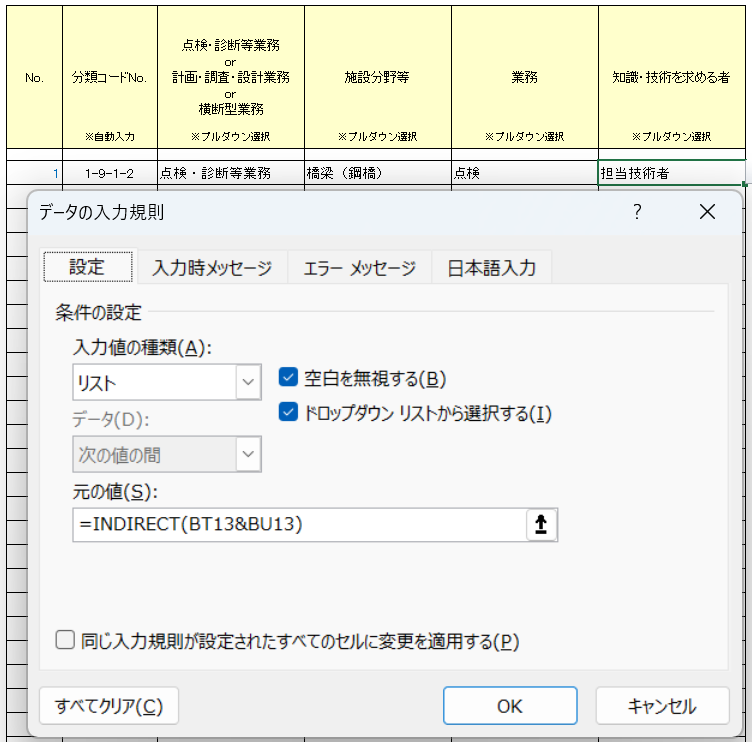 No.
分類コードNo.
※自動入力
点検・診断等業務
or
計画・調査・設計業務
or
横断型業務
※プルダウン選択
施設分野等
※プルダウン選択
業務
※プルダウン選択
知識・技術を求める者
※プルダウン選択
1 1-9-1-2 点検・診断等業務 橋梁（鋼橋） 点検 担当技術者
データの入力規則 ?
設定 入力時メッセージ エラー メッセージ 日本語入力
条件の設定
入力値の種類(A):
リスト 空白を無視する(B)
データ(D): ドロップダウン リストから選択する(I)
次の値の間
元の値(S):
=INDIRECT(BT13&BU13)
同じ入力規則が設定されたすべてのセルに変更を適用する(P)
すべてクリア(C) OK キャンセル